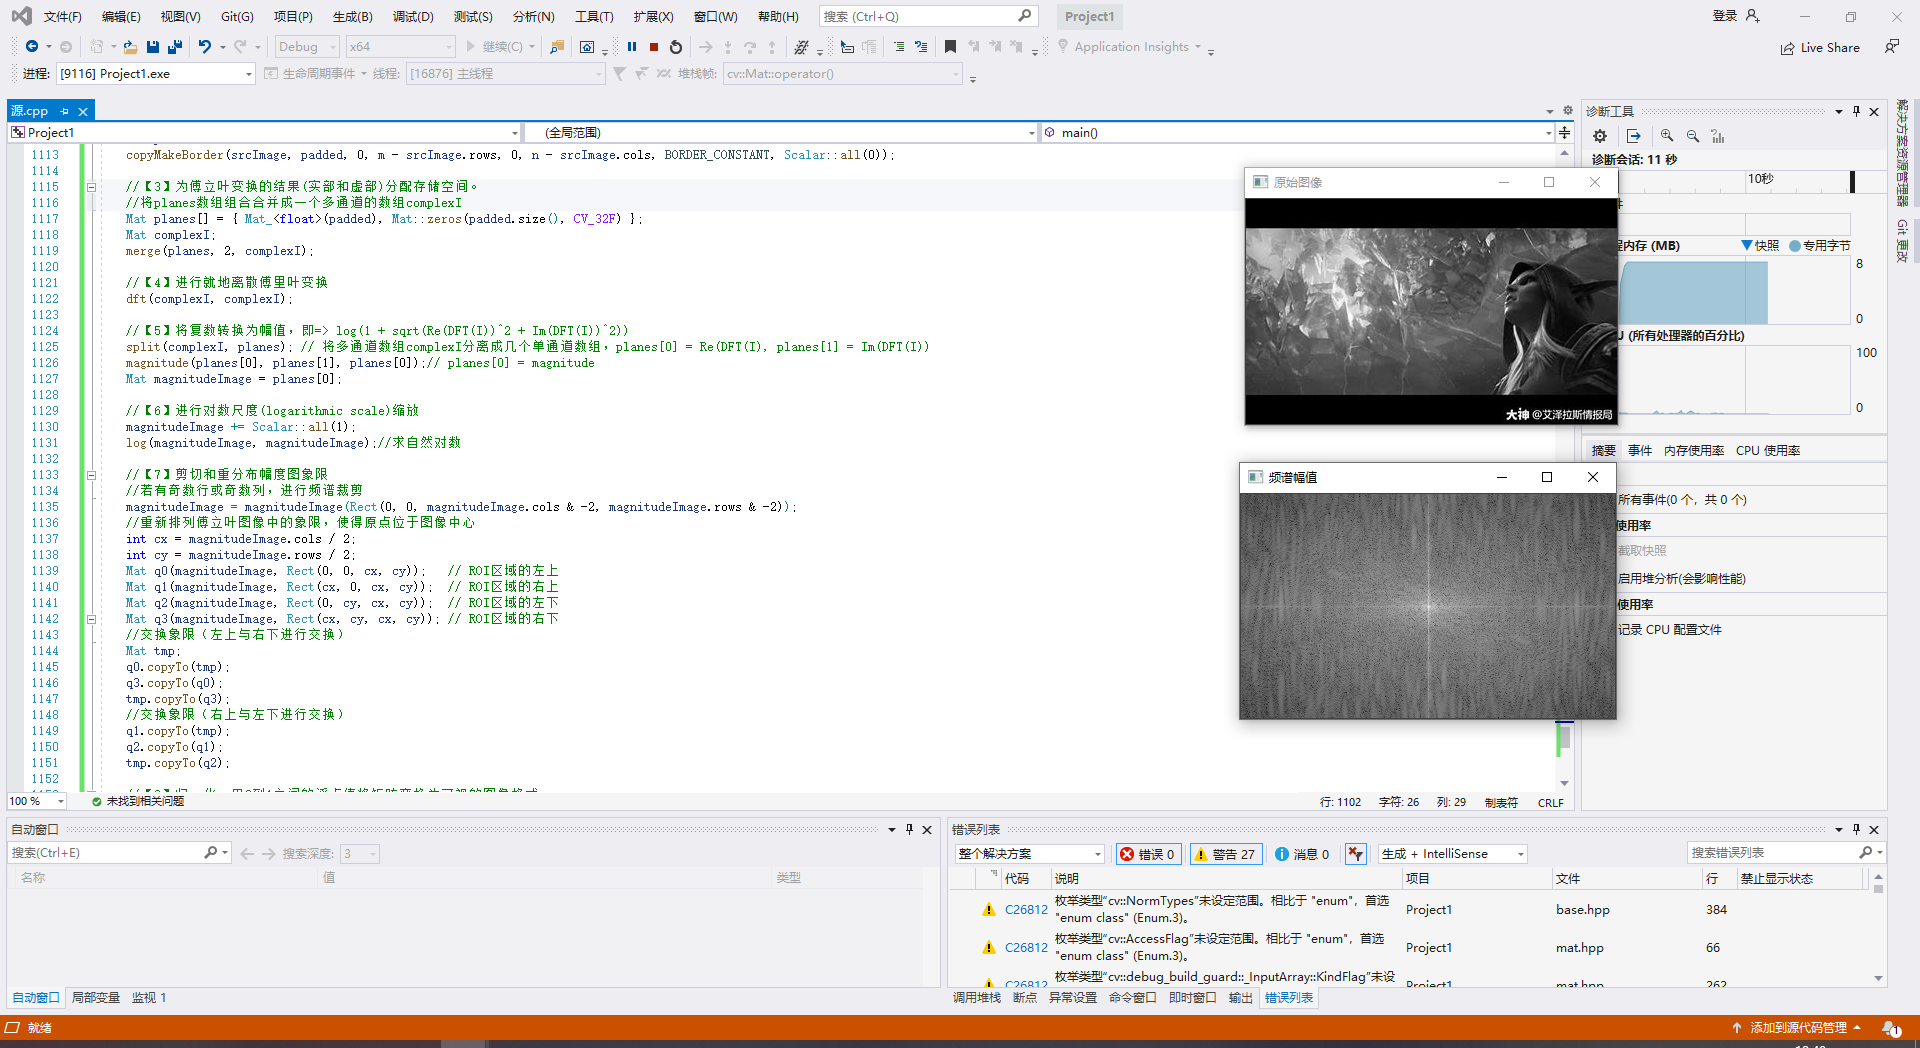 文件(F) 编辑(E) 视图(V) Git(G) 项目(P) 生成(B) 调试(D) 测试(S) 分析(N) 工具(T) 扩展(X) 窗口(W) 帮助(H) 搜索 (Ctrl+Q) Project1 登录
Debug x64 继续(C) Application Insights Live Share
进程: [9116] Project1.exe 生命周期事件 线程: [16876] 主线程 堆栈帧: cv::Mat::operator()
源.cpp
Project1 (全局范围) main()
1113 copyMakeBorder(srcImage, padded, 0, m - srcImage.rows, 0, n - srcImage.cols, BORDER_CONSTANT, Scalar::all(0));
1114
1115 //【3】为傅立叶变换的结果(实部和虚部)分配存储空间。
1116 //将planes数组组合合并成一个多通道的数组complexI
1117 Mat planes[] = { Mat_<float>(padded), Mat::zeros(padded.size(), CV_32F) };
1118 Mat complexI;
1119 merge(planes, 2, complexI);
1120
1121 //【4】进行就地离散傅里叶变换
1122 dft(complexI, complexI);
1123
1124 //【5】将复数转换为幅值，即=> log(1 + sqrt(Re(DFT(I))^2 + Im(DFT(I))^2))
1125 split(complexI, planes); // 将多通道数组complexI分离成几个单通道数组，planes[0] = Re(DFT(I), planes[1] = Im(DFT(I))
1126 magnitude(planes[0], planes[1], planes[0]);// planes[0] = magnitude
1127 Mat magnitudeImage = planes[0];
1128
1129 //【6】进行对数尺度(logarithmic scale)缩放
1130 magnitudeImage += Scalar::all(1);
1131 log(magnitudeImage, magnitudeImage);//求自然对数
1132
1133 //【7】剪切和重分布幅度图象限
1134 //若有奇数行或奇数列，进行频谱裁剪
1135 magnitudeImage = magnitudeImage(Rect(0, 0, magnitudeImage.cols & -2, magnitudeImage.rows & -2));
1136 //重新排列傅立叶图像中的象限，使得原点位于图像中心
1137 int cx = magnitudeImage.cols / 2;
1138 int cy = magnitudeImage.rows / 2;
1139 Mat q0(magnitudeImage, Rect(0, 0, cx, cy)); // ROI区域的左上
1140 Mat q1(magnitudeImage, Rect(cx, 0, cx, cy)); // ROI区域的右上
1141 Mat q2(magnitudeImage, Rect(0, cy, cx, cy)); // ROI区域的左下
1142 Mat q3(magnitudeImage, Rect(cx, cy, cx, cy)); // ROI区域的右下
1143 //交换象限（左上与右下进行交换）
1144 Mat tmp;
1145 q0.copyTo(tmp);
1146 q3.copyTo(q0);
1147 tmp.copyTo(q3);
1148 //交换象限（右上与左下进行交换）
1149 q1.copyTo(tmp);
1150 q2.copyTo(q1);
1151 tmp.copyTo(q2);
1152
100 % 未找到相关问题 行: 1102 字符: 26 列: 29 制表符 CRLF
原始图像
大神 @艾泽拉斯情报局
频谱幅值
诊断工具
诊断会话: 11 秒
10秒
件
程内存 (MB) 快照 专用字节
8
0
(所有处理器的百分比)
100
0
摘要 事件 内存使用率 CPU 使用率
所有事件(0 个，共 0 个)
使用率
截取快照
启用堆分析(会影响性能)
使用率
记录 CPU 配置文件
解决方案资源管理器
Git 更改
自动窗口
搜索(Ctrl+E) 搜索深度: 3
名称 值 类型
自动窗口 局部变量 监视 1
错误列表
整个解决方案 错误 0 警告 27 消息 0 生成 + IntelliSense 搜索错误列表
代码 说明 项目 文件 行 禁止显示状态
C26812 枚举类型“cv::NormTypes”未设定范围。相比于 "enum"，首选 "enum class" (Enum.3)。 Project1 base.hpp 384
C26812 枚举类型“cv::AccessFlag”未设定范围。相比于 "enum"，首选 "enum class" (Enum.3)。 Project1 mat.hpp 66
C26812 枚举类型“cv::debug_build_guard::_InputArray::KindFlag”未设 Project1 mat.hpp 262
调用堆栈 断点 异常设置 命令窗口 即时窗口 输出 错误列表
就绪 添加到源代码管理 1